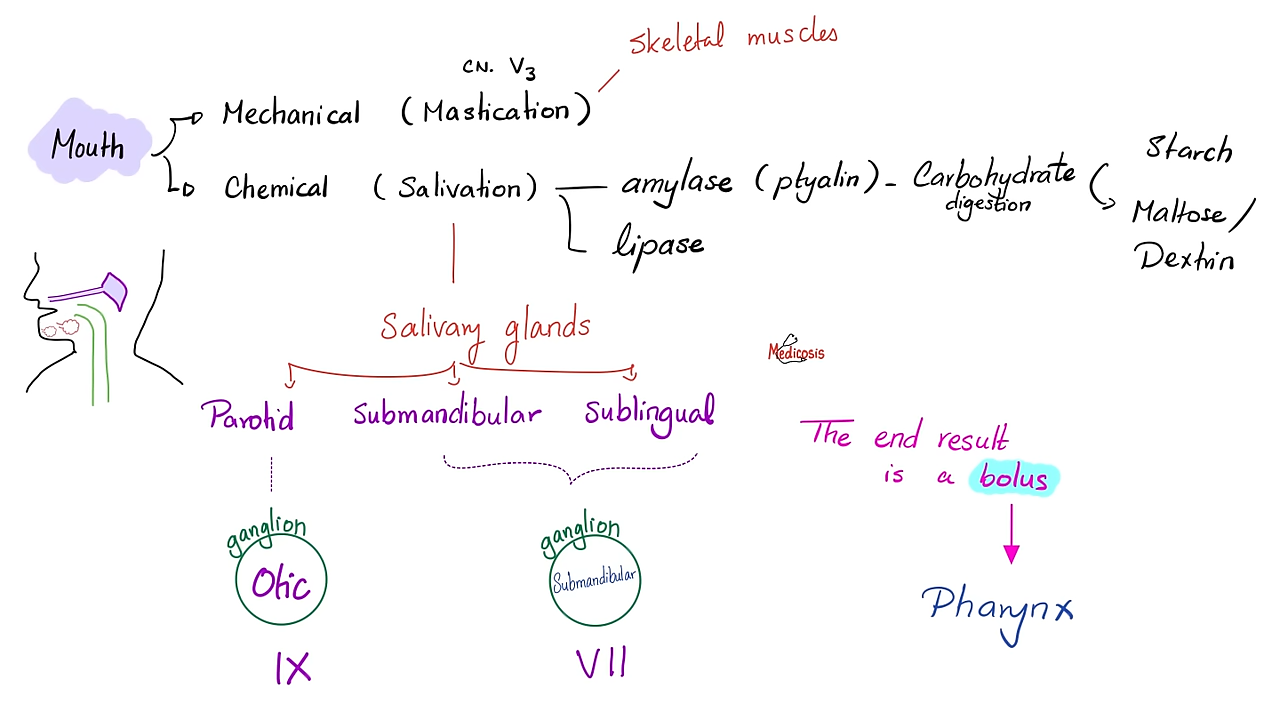 Skeletal muscles
CN. V3
Mechanical (Mastication)
Mouth
Chemical (Salivation) — amylase (ptyalin) - Carbohydrate digestion
Starch
Maltose/
Dextrin
lipase
Salivary glands
Medicosis
Parotid Submandibular Sublingual
The end result
is a bolus
ganglion
Otic
IX
ganglion
Submandibular
VII
Pharynx